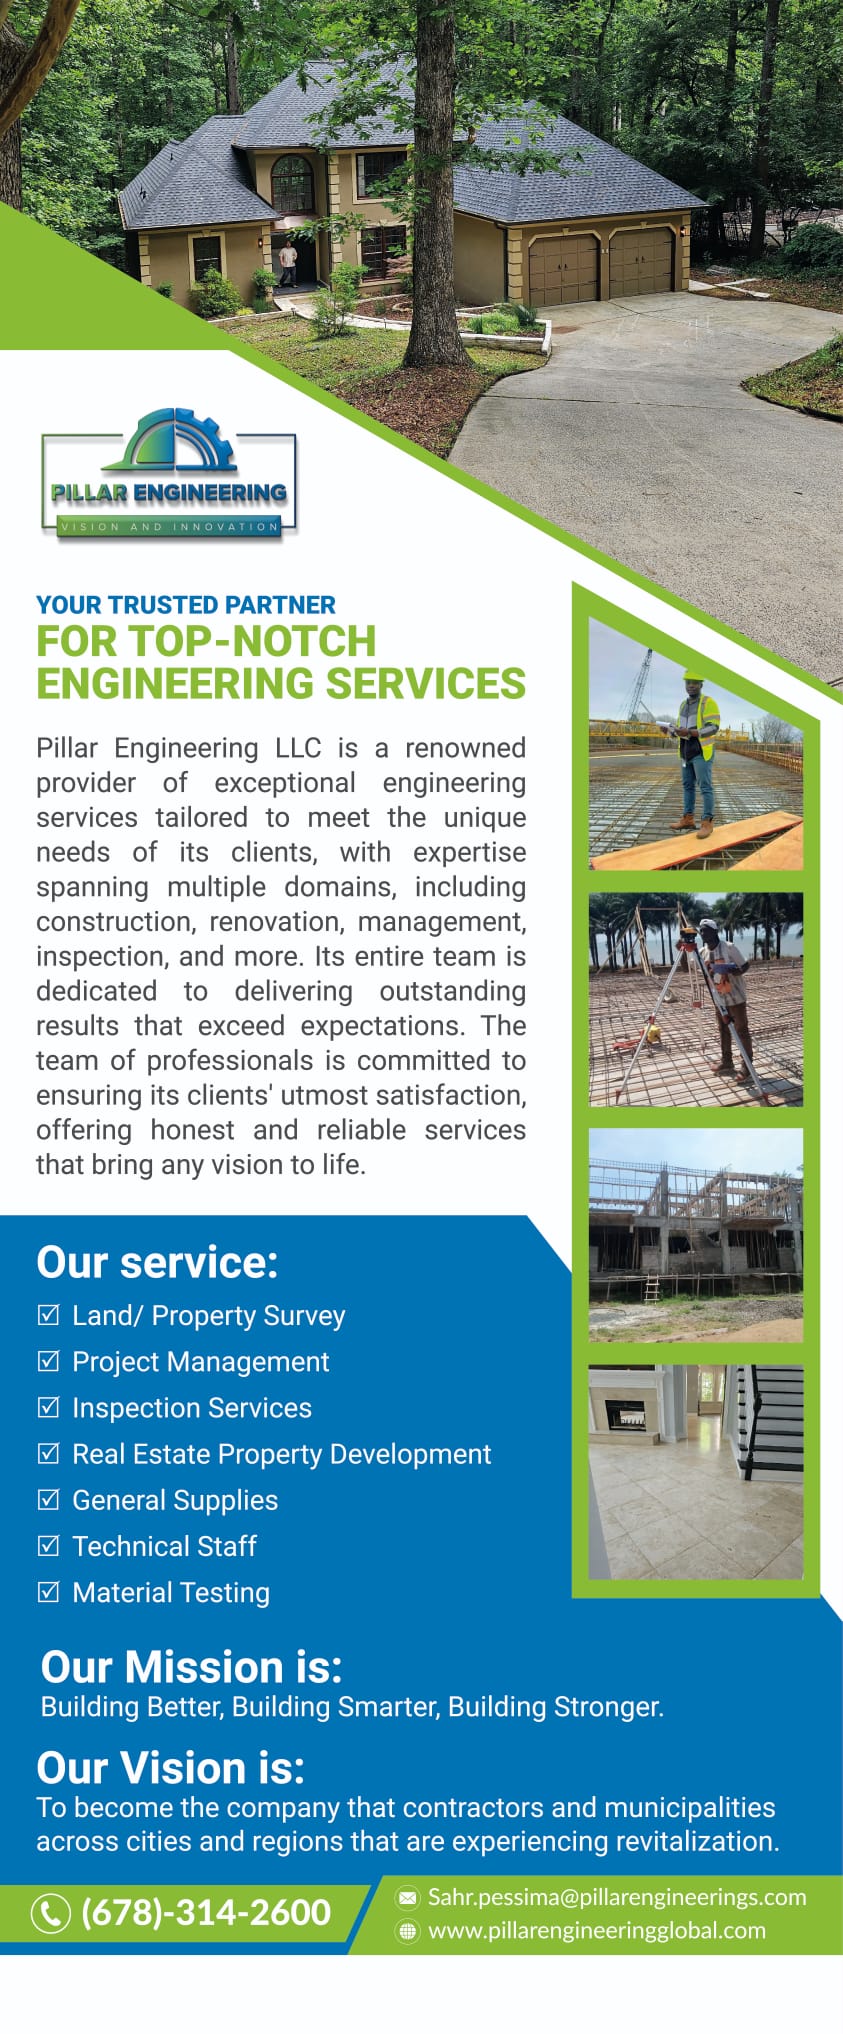 PILLAR ENGINEERING
VISION AND INNOVATION
YOUR TRUSTED PARTNER
FOR TOP-NOTCH
ENGINEERING SERVICES
Pillar Engineering LLC is a renowned
provider of exceptional engineering
services tailored to meet the unique
needs of its clients, with expertise
spanning multiple domains, including
construction, renovation, management,
inspection, and more. Its entire team is
dedicated to delivering outstanding
results that exceed expectations. The
team of professionals is committed to
ensuring its clients' utmost satisfaction,
offering honest and reliable services
that bring any vision to life.
Our service:
Land/ Property Survey
Project Management
Inspection Services
Real Estate Property Development
General Supplies
Technical Staff
Material Testing
Our Mission is:
Building Better, Building Smarter, Building Stronger.
Our Vision is:
To become the company that contractors and municipalities
across cities and regions that are experiencing revitalization.
(678)-314-2600
Sahr.pessima@pillarengineerings.com
www.pillarengineeringglobal.com